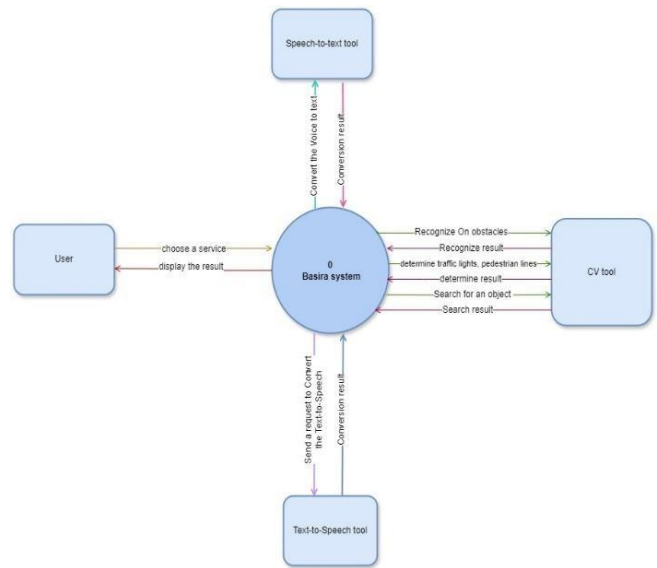 Speech-to-text tool
Convert the Voice to text
Conversion result
User
choose a service
display the result
0
Basira system
Recognize On obstacles
Recognize result
determine traffic lights, pedestrian lines
determine result
Search for an object
Search result
CV tool
Send a request to Convert
the Text-to-Speech
Conversion result
Text-to-Speech tool